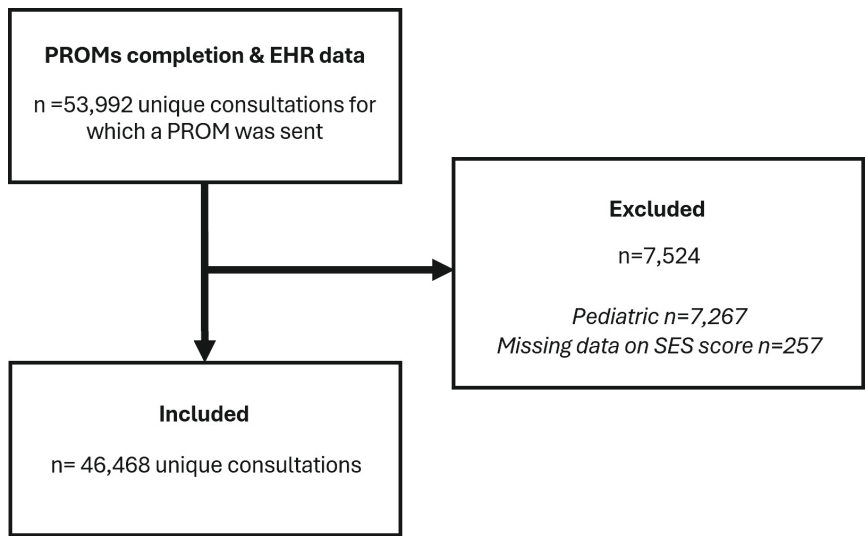 PROMs completion & EHR data
n =53,992 unique consultations for
which a PROM was sent
Excluded
n=7,524
Pediatric n=7,267
Missing data on SES score n=257
Included
n= 46,468 unique consultations